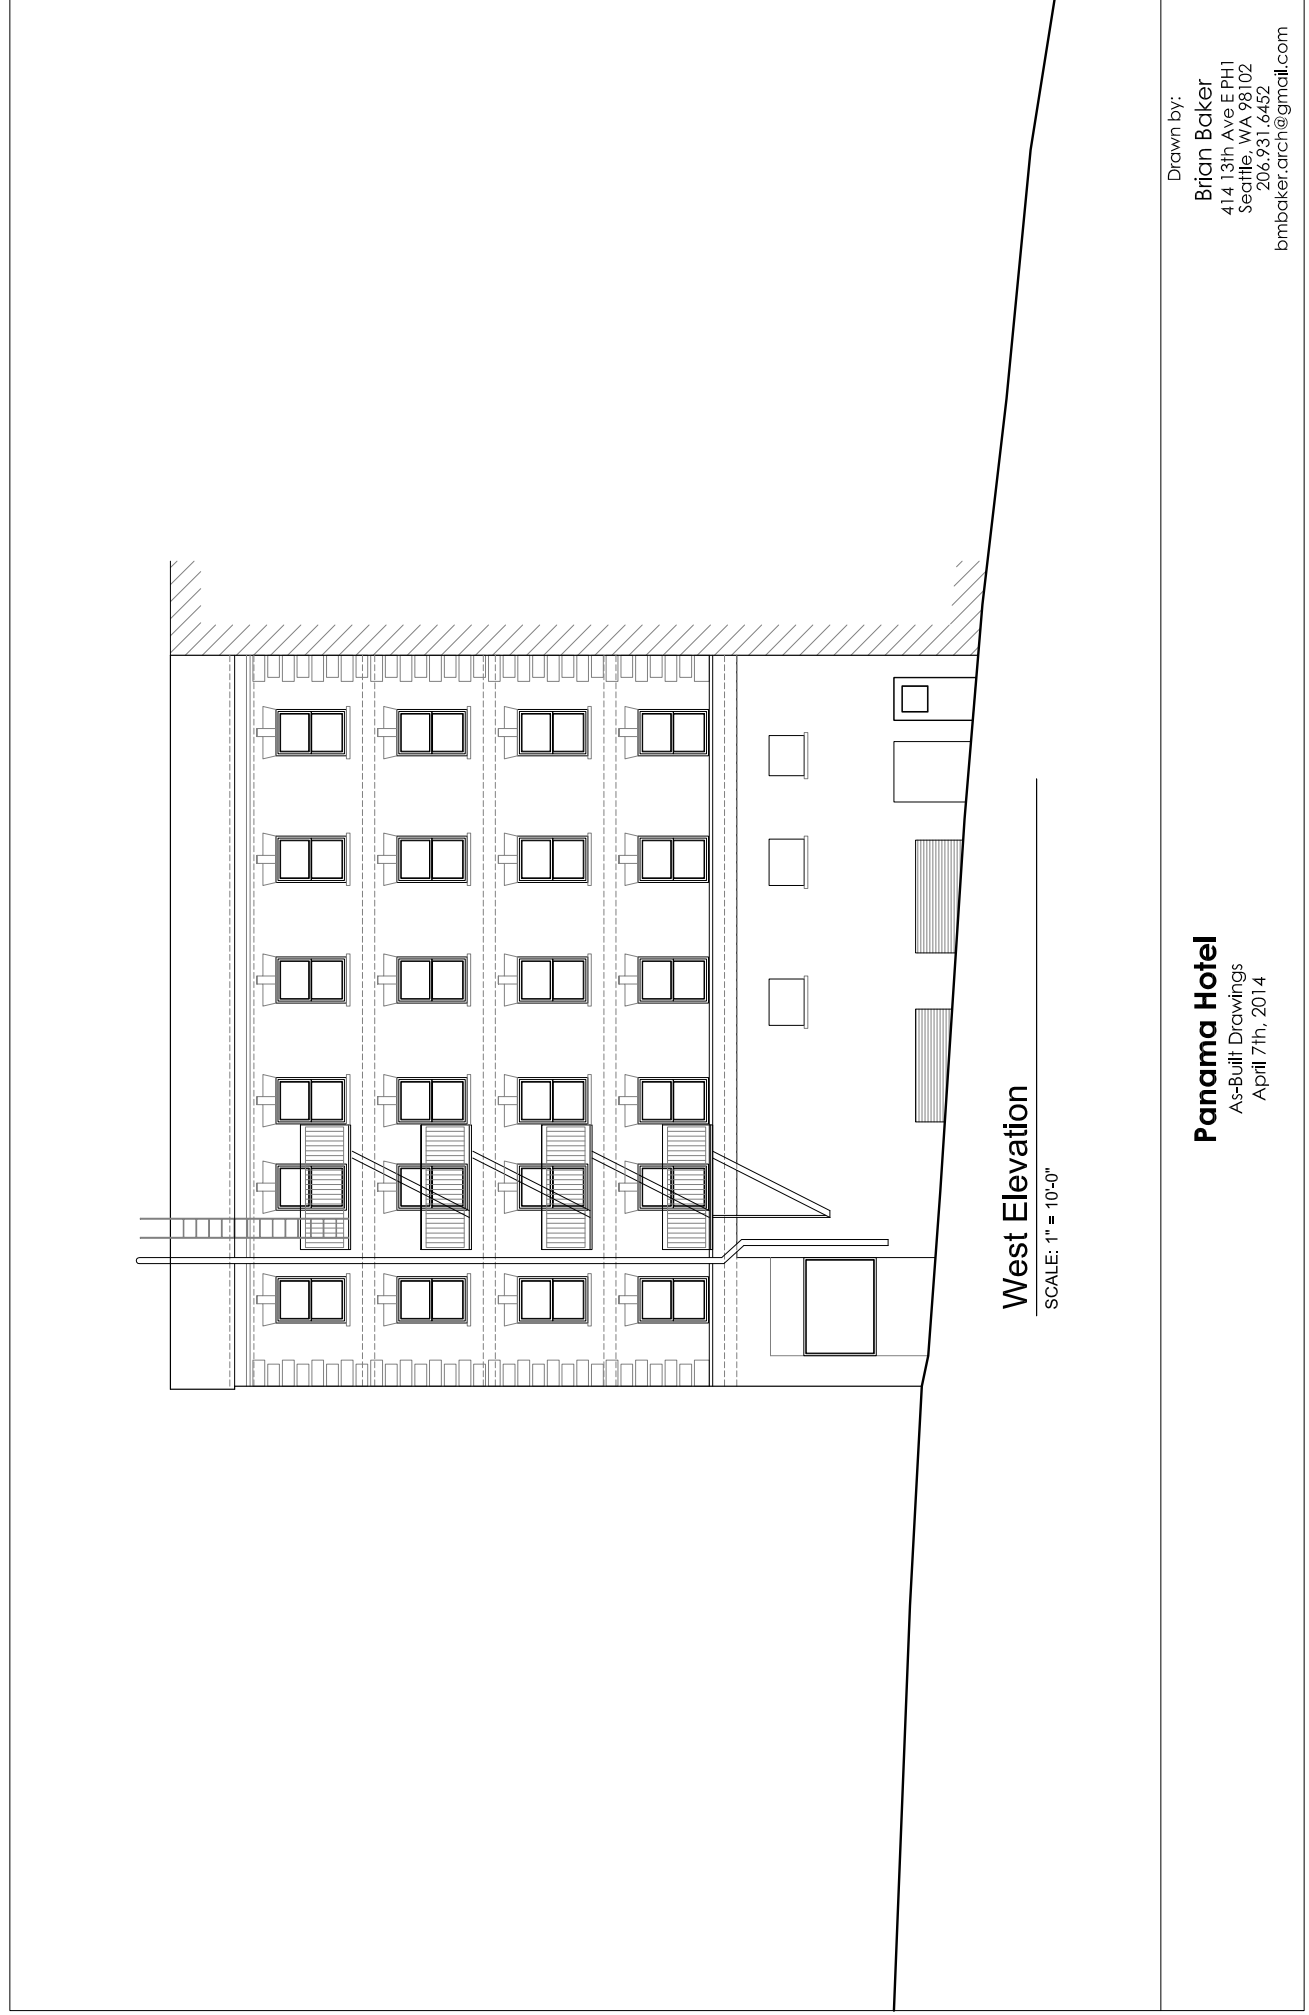 West Elevation
SCALE: 1" = 10'-0"
Panama Hotel
As-Built Drawings
April 7th, 2014
Drawn by:
Brian Baker
414 13th Ave E PH1
Seattle, WA 98102
206.931.6452
bmbaker.arch@gmail.com